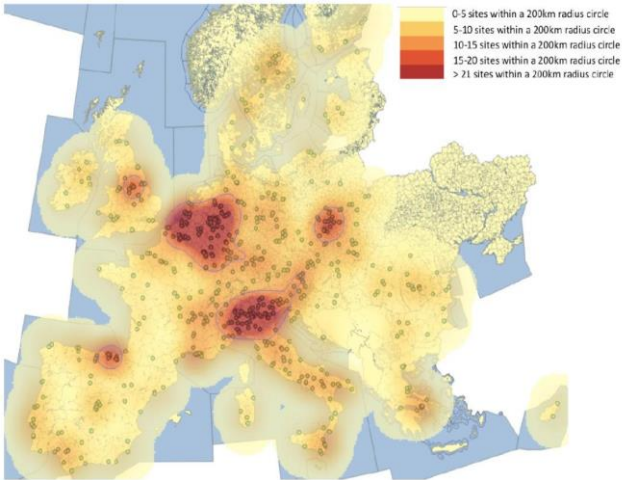 0-5 sites within a 200km radius circle
5-10 sites within a 200km radius circle
10-15 sites within a 200km radius circle
15-20 sites within a 200km radius circle
> 21 sites within a 200km radius circle